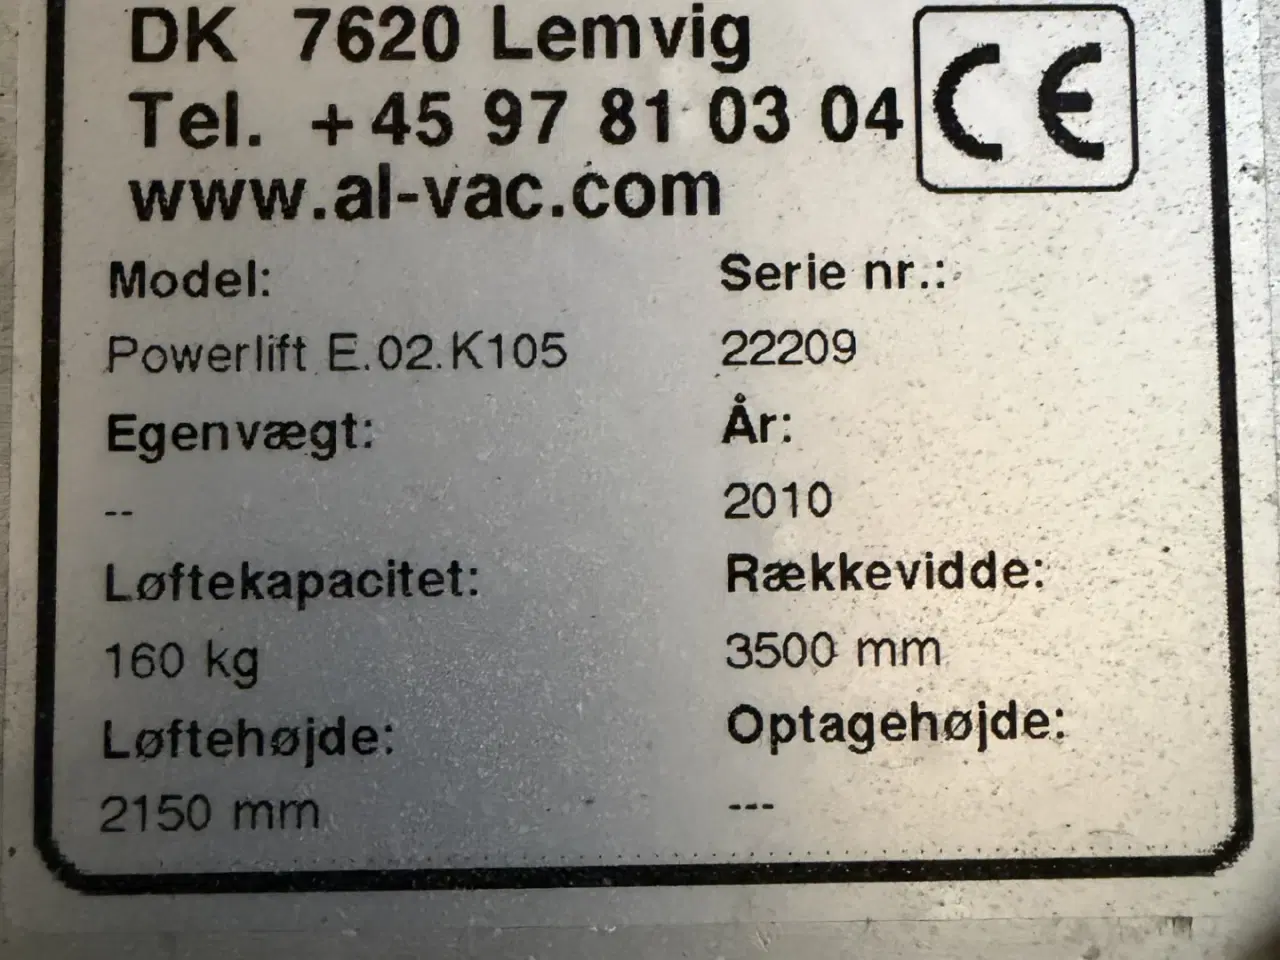 DK 7620 Lemvig
Tel. +45 97 81 03 04
www.al-vac.com
CE
Model:
Powerlift E.02.K105
Serie nr.:
22209
Egenvægt:
--
År:
2010
Løftekapacitet:
160 kg
Rækkevidde:
3500 mm
Løftehøjde:
2150 mm
Optagehøjde:
---